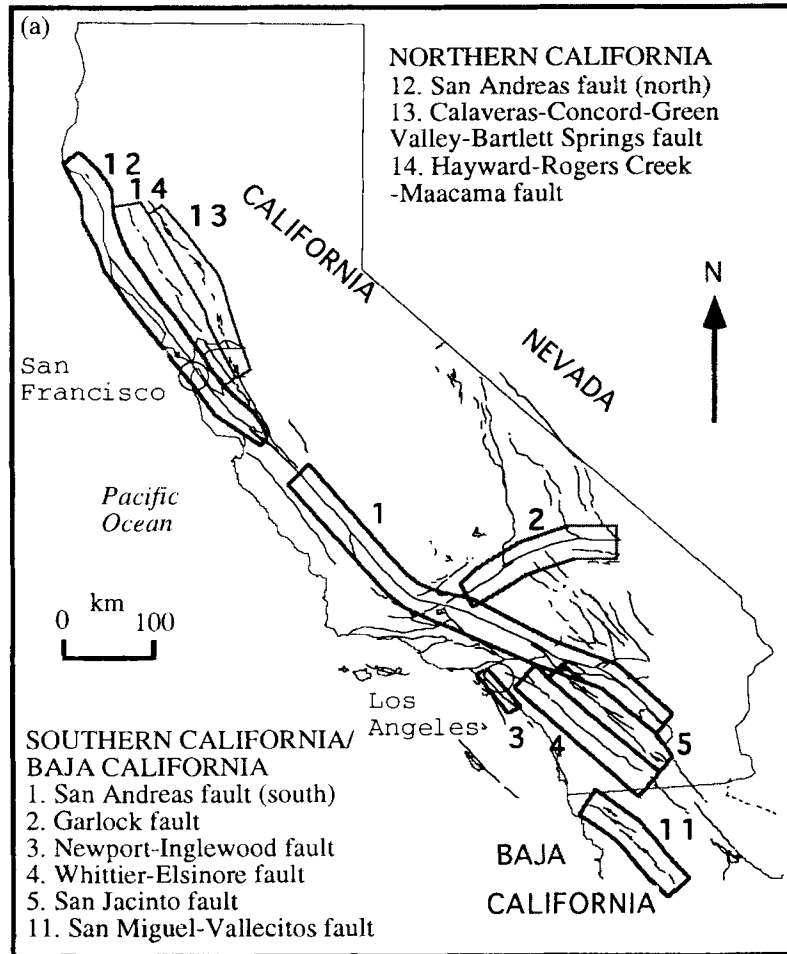 (a)
NORTHERN CALIFORNIA
12. San Andreas fault (north)
13. Calaveras-Concord-Green
Valley-Bartlett Springs fault
14. Hayward-Rogers Creek
-Maacama fault
12
14
13
CALIFORNIA
NEVADA
N
San
Francisco
Pacific
Ocean
1
2
km
0 100
Los
Angeles
3
4
5
11
BAJA
CALIFORNIA
SOUTHERN CALIFORNIA/
BAJA CALIFORNIA
1. San Andreas fault (south)
2. Garlock fault
3. Newport-Inglewood fault
4. Whittier-Elsinore fault
5. San Jacinto fault
11. San Miguel-Vallecitos fault